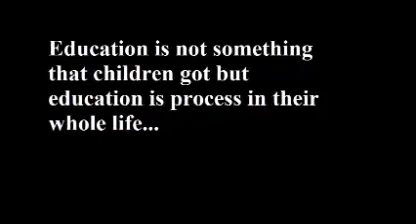 Education is not something
that children got but
education is process in their
whole life...